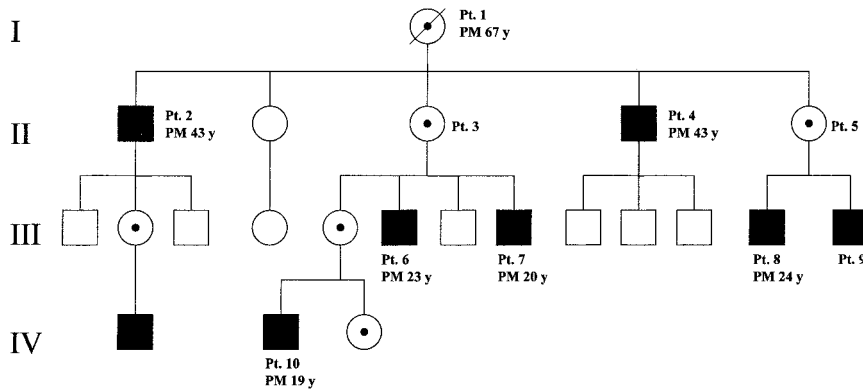 I
Pt. 1
PM 67 y
II
Pt. 2
PM 43 y
Pt. 3
Pt. 4
PM 43 y
Pt. 5
III
Pt. 6
PM 23 y
Pt. 7
PM 20 y
Pt. 8
PM 24 y
Pt. 9
IV
Pt. 10
PM 19 y